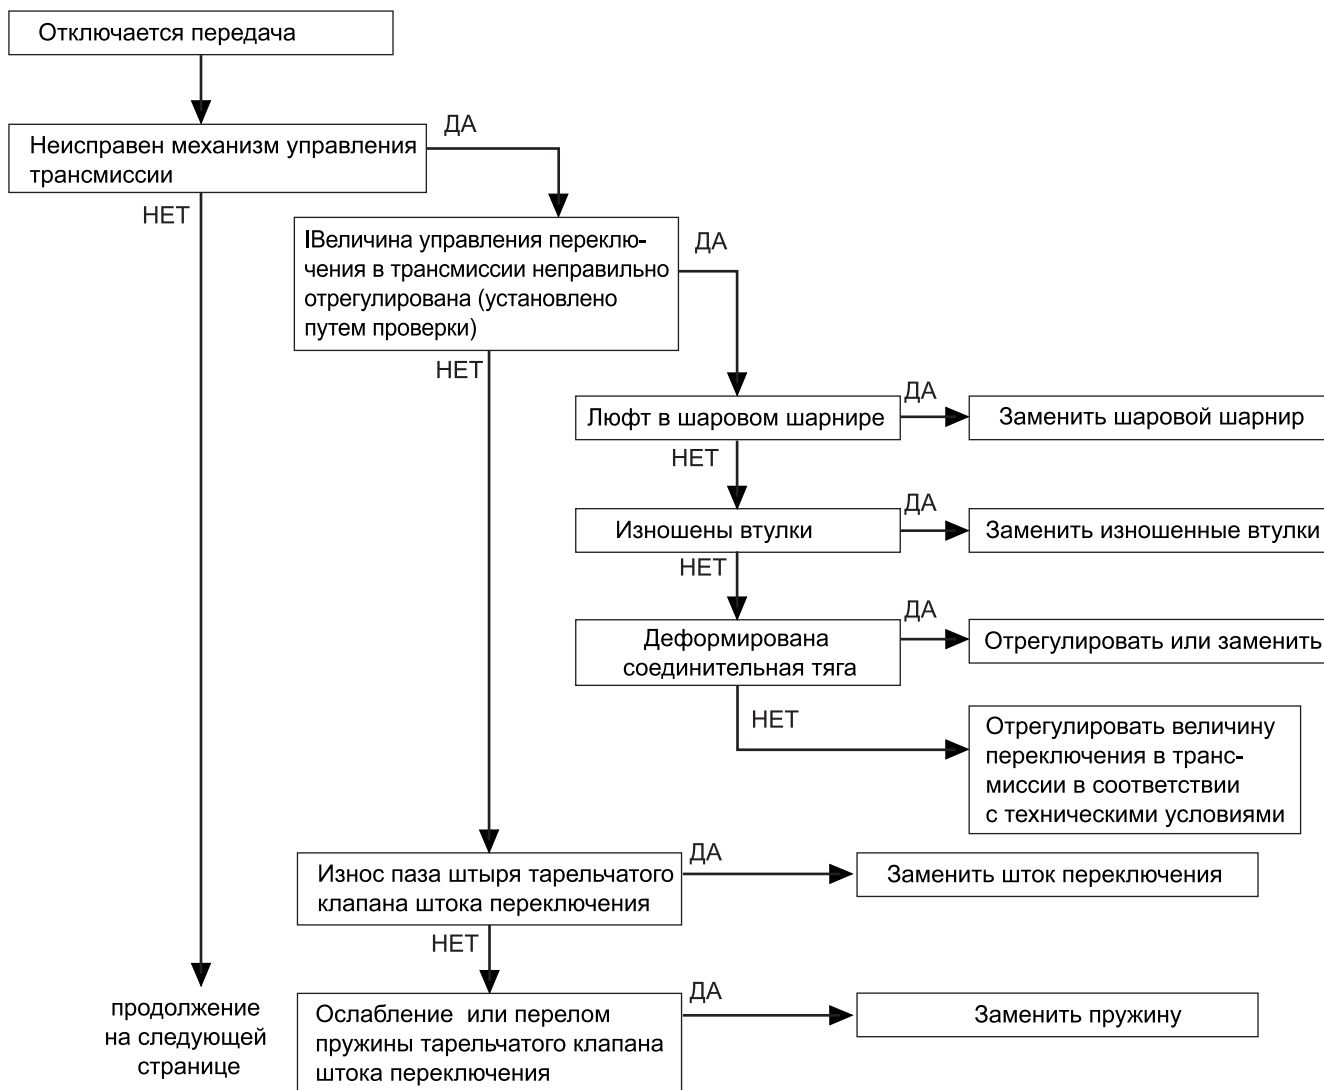 Отключается передача
ДА
Неисправен механизм управления
трансмиссии
НЕТ
IВеличина управления переклю-
чения в трансмиссии неправильно
отрегулирована (установлено
путем проверки)
ДА
НЕТ
Люфт в шаровом шарнире
ДА
Заменить шаровой шарнир
НЕТ
Изношены втулки
ДА
Заменить изношенные втулки
НЕТ
Деформирована
соединительная тяга
ДА
Отрегулировать или заменить
НЕТ
Отрегулировать величину
переключения в транс-
миссии в соответствии
с техническими условиями
Износ паза штыря тарельчатого
клапана штока переключения
ДА
Заменить шток переключения
НЕТ
Ослабление или перелом
пружины тарельчатого клапана
штока переключения
ДА
Заменить пружину
продолжение
на следующей
странице